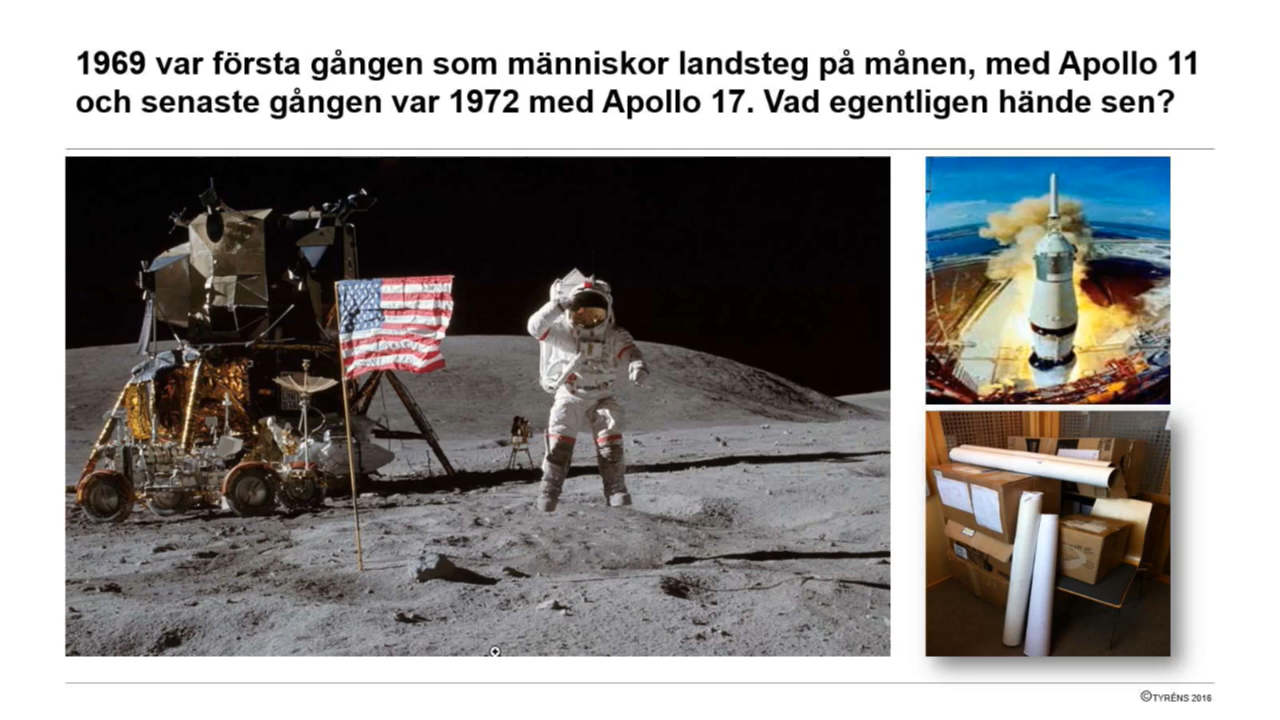 1969 var första gången som människor landsteg på månen, med Apollo 11
och senaste gången var 1972 med Apollo 17. Vad egentligen hände sen?
©TYRÉNS 2016